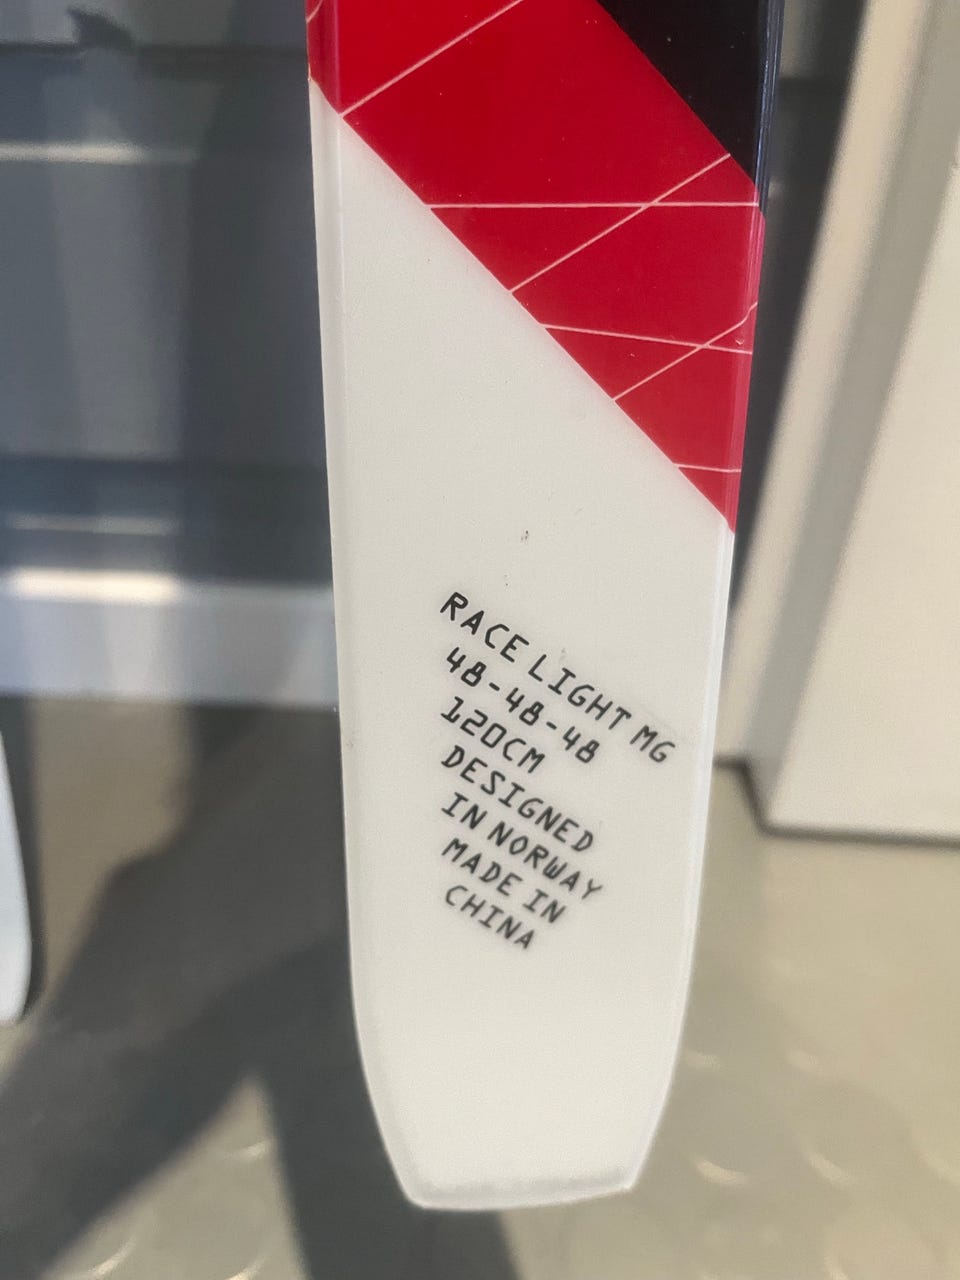 RACE LIGHT MG
48-48-48
120CM
DESIGNED
IN NORWAY
MADE IN
CHINA